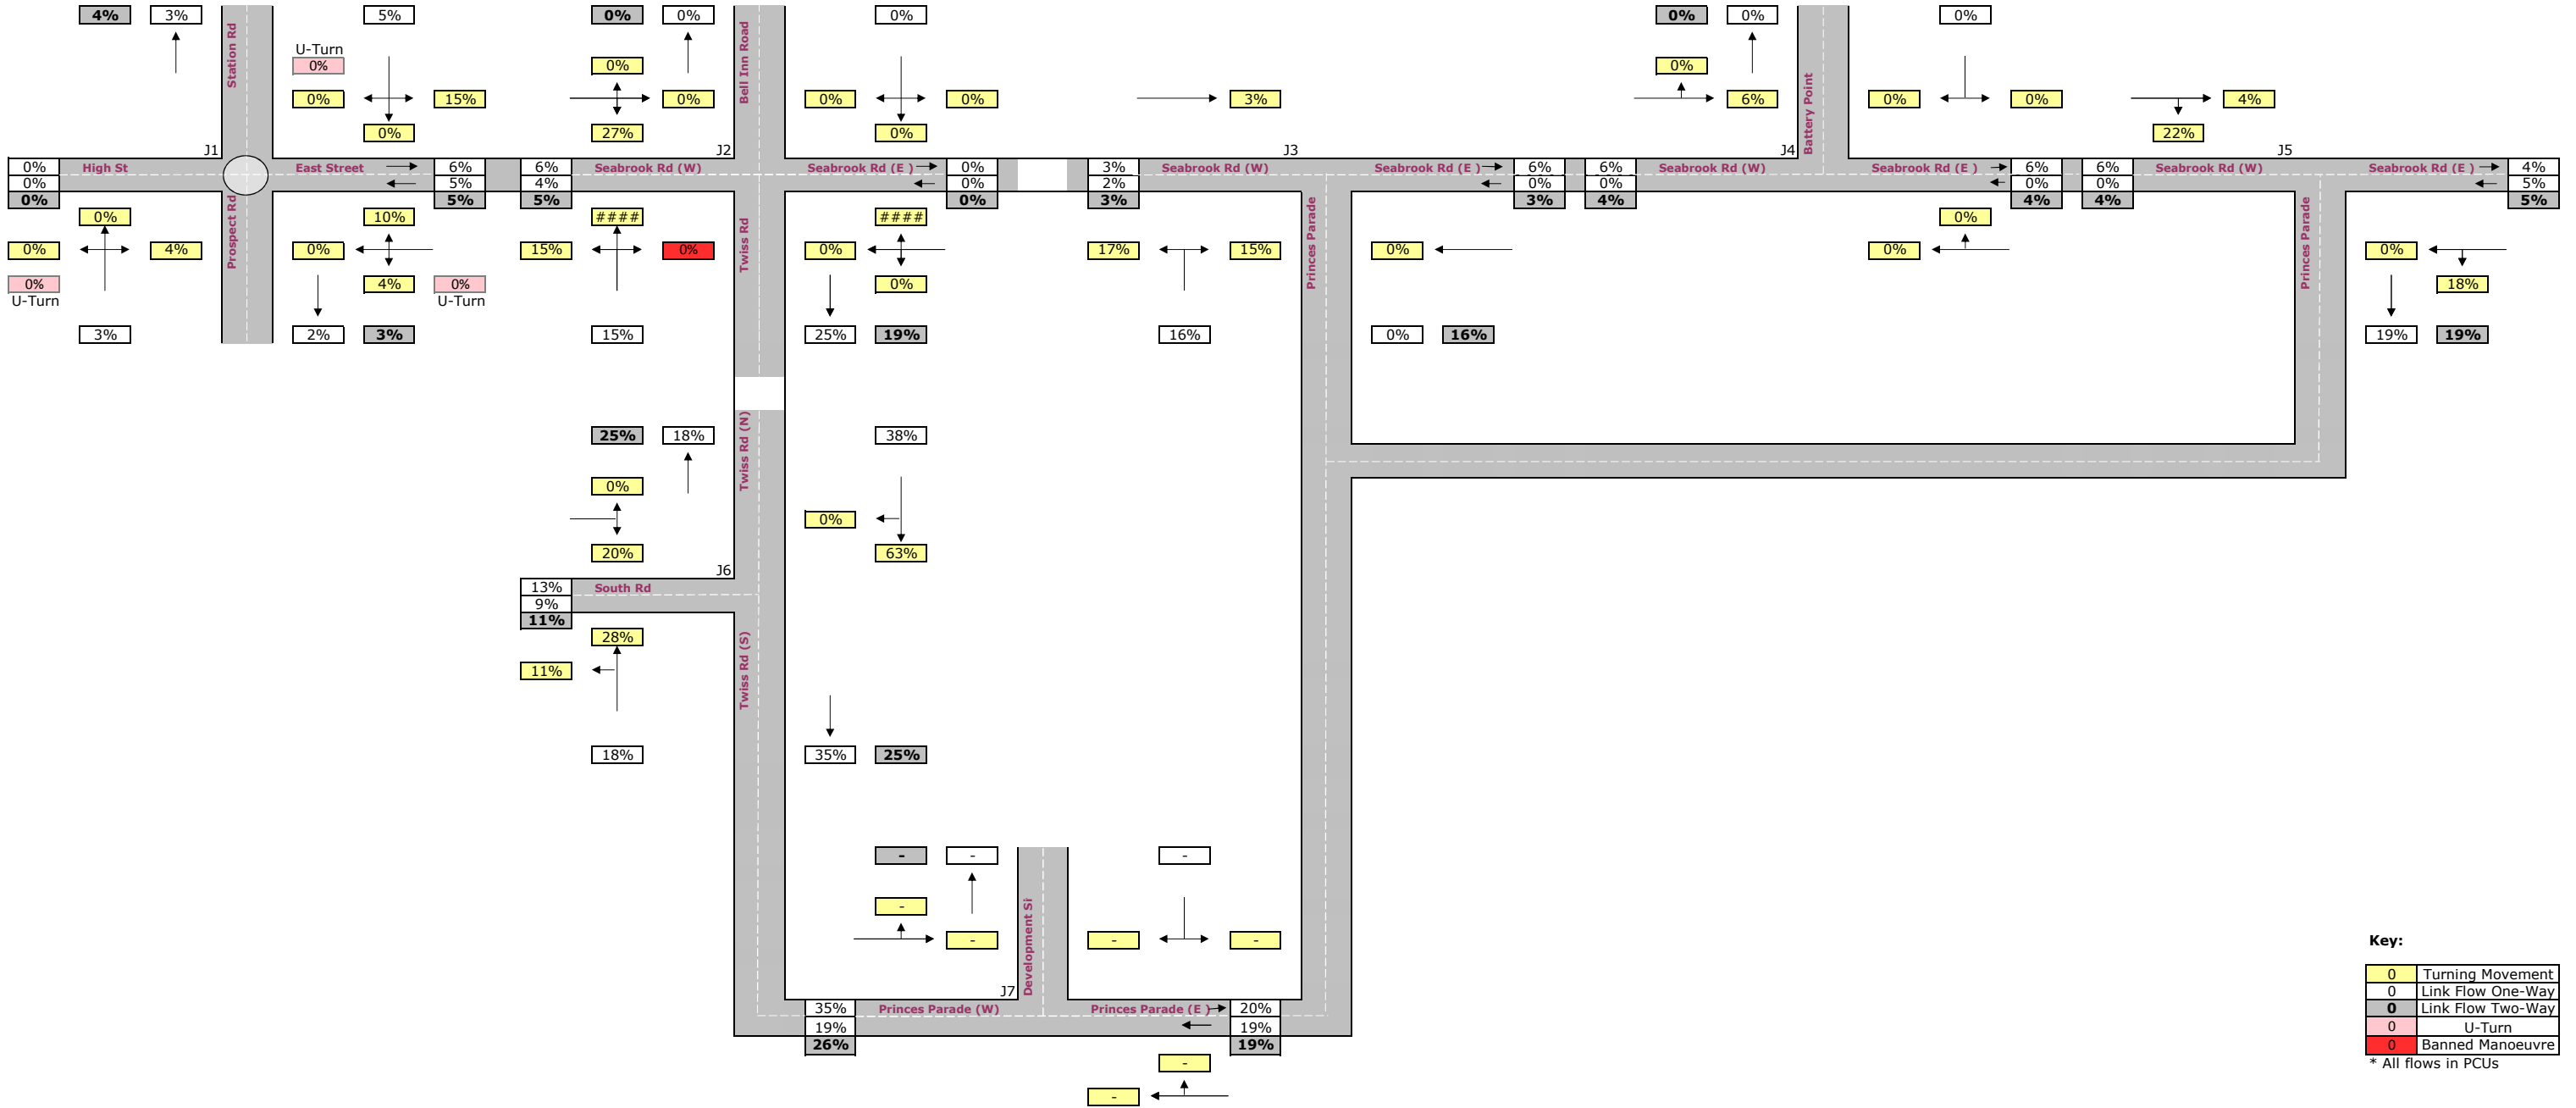 4% 3% 5% 0% 0% 0% 0% 0% 0%
Station Rd
Bell Inn Road
U-Turn
0% 0% 0%
Battery Point
0% 15% 0% 0% 0% 3% 6% 0% 0% 4%
0% 27% 0% 22%
J1 J2 J3 J4 J5
0% High St East Street 6% 6% Seabrook Rd (W) Seabrook Rd (E ) 0% 3% Seabrook Rd (W) Seabrook Rd (E ) 6% 6% Seabrook Rd (W) Seabrook Rd (E ) 6% 6% Seabrook Rd (W) Seabrook Rd (E ) 4%
0% 5% 4% 0% 2% 0% 0% 0% 0% 5%
0% 5% 5% 0% 3% 3% 4% 4% 4% 5%
Prospect Rd
Twiss Rd
Princes Parade
Princes Parade
0% 10% #### #### 0%
0% 4% 0% 15% 0% 0% 17% 15% 0% 0% 0%
0% 4% 0% 0% 18%
U-Turn U-Turn
3% 2% 3% 15% 25% 19% 16% 0% 16% 19% 19%
Twiss Rd (N)
25% 18% 38%
0%
0%
20% 63%
J6
13% South Rd
9%
11%
Twiss Rd (S)
28%
11%
18% 35% 25%
- - -
Development Si
-
- - -
J7
35% Princes Parade (W) Princes Parade (E ) 20%
19% 19%
26% 19%
-
-
Key:
0 Turning Movement
0 Link Flow One-Way
0 Link Flow Two-Way
0 U-Turn
0 Banned Manoeuvre
* All flows in PCUs